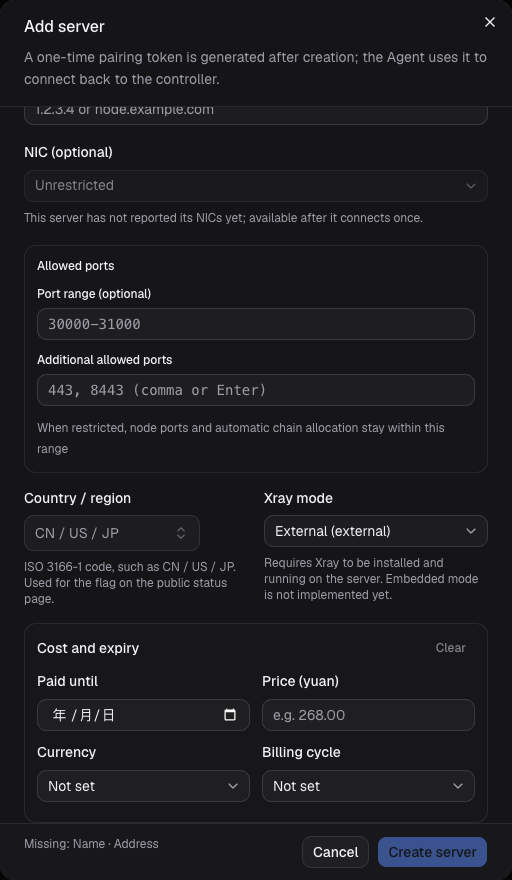 Add server
A one-time pairing token is generated after creation; the Agent uses it to
connect back to the controller.
1.2.3.4 or node.example.com
NIC (optional)
Unrestricted
This server has not reported its NICs yet; available after it connects once.
Allowed ports
Port range (optional)
30000–31000
Additional allowed ports
443, 8443 (comma or Enter)
When restricted, node ports and automatic chain allocation stay within this
range
Country / region
CN / US / JP
ISO 3166-1 code, such as CN / US / JP.
Used for the flag on the public status
page.
Xray mode
External (external)
Requires Xray to be installed and
running on the server. Embedded mode
is not implemented yet.
Cost and expiry
Clear
Paid until
年 /月/日
Price (yuan)
e.g. 268.00
Currency
Not set
Billing cycle
Not set
Missing: Name · Address
Cancel
Create server